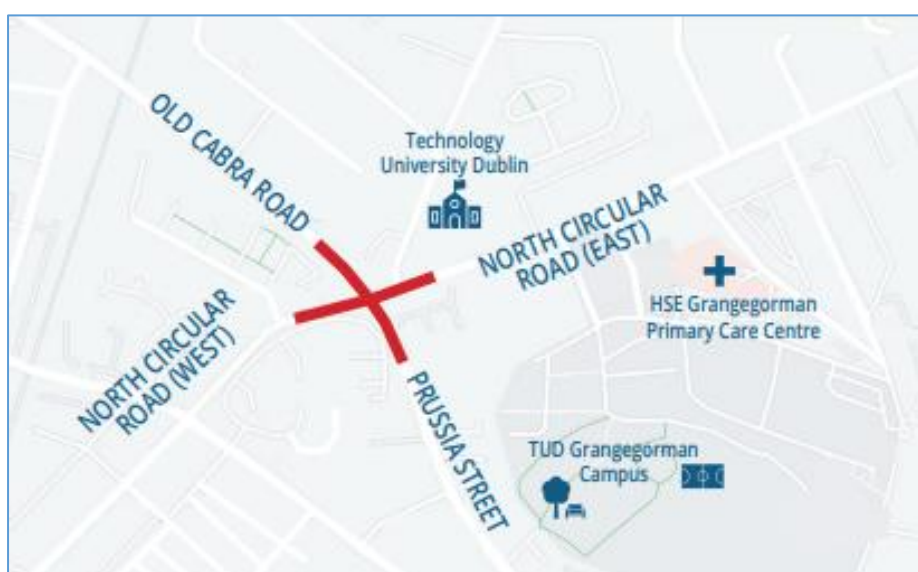 OLD CABRA ROAD
Technology
University Dublin
NORTH CIRCULAR
ROAD (EAST)
HSE Grangegorman
Primary Care Centre
NORTH CIRCULAR
ROAD (WEST)
PRUSSIA STREET
TUD Grangegorman
Campus